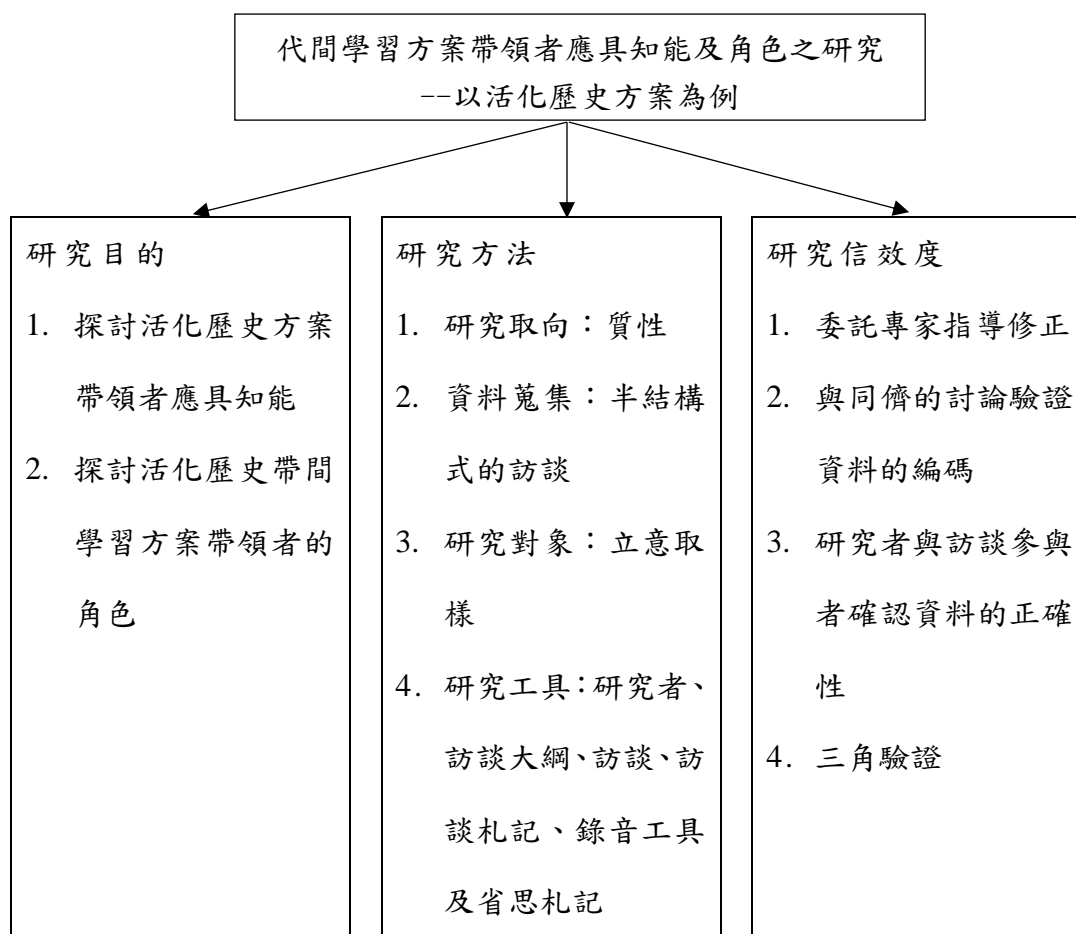 代間學習方案帶領者應具知能及角色之研究
--以活化歷史方案為例
研究目的
1. 探討活化歷史方案
帶領者應具知能
2. 探討活化歷史帶間
學習方案帶領者的
角色
研究方法
1. 研究取向：質性
2. 資料蒐集：半結構
式的訪談
3. 研究對象：立意取
樣
4. 研究工具：研究者、
訪談大綱、訪談、訪
談札記、錄音工具
及省思札記
研究信效度
1. 委託專家指導修正
2. 與同儕的討論驗證
資料的編碼
3. 研究者與訪談參與
者確認資料的正確
性
4. 三角驗證